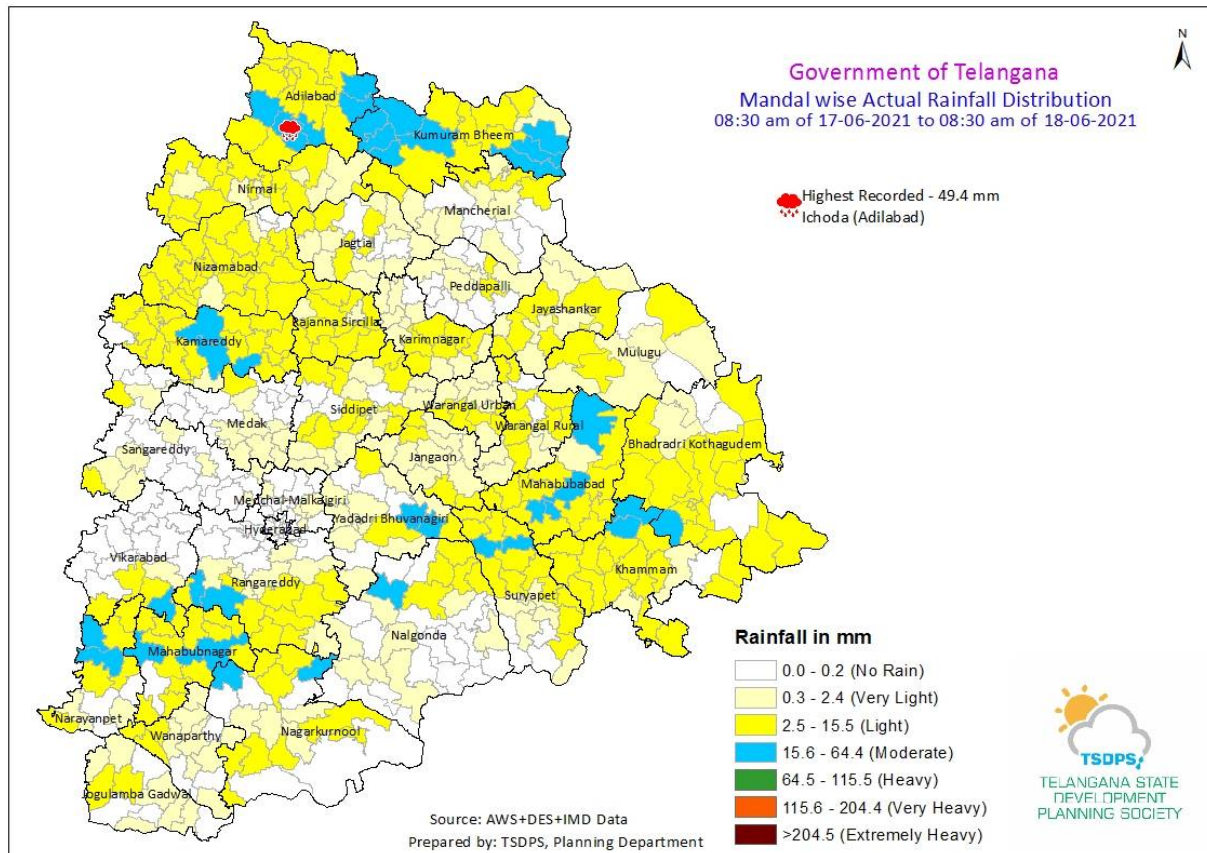 N
Government of Telangana
Mandal wise Actual Rainfall Distribution
08:30 am of 17-06-2021 to 08:30 am of 18-06-2021
Highest Recorded - 49.4 mm
Ichoda (Adilabad)
Adilabad
Kumuram Bheem
Nirmal
Mancherial
Jagtial
Nizamabad
Peddapalli
Rajanna Sircilla
Jayashankar
Kamareddy
Karimnagar
Mulugu
Siddipet
Warangal Urban
Medak
Warangal Rural
Bhadradri Kothagudem
Sangareddy
Jangaon
Mahabubabad
Medchal-Malkajgiri
Yadadri Bhuvanagiri
Hyderabad
Vikarabad
Rangareddy
Khammam
Suryapet
Nalgonda
Mahabubnagar
Narayanpet
Wanaparthy
Nagarkurnool
Jogulamba Gadwal
Rainfall in mm
0.0 - 0.2 (No Rain)
0.3 - 2.4 (Very Light)
2.5 - 15.5 (Light)
15.6 - 64.4 (Moderate)
64.5 - 115.5 (Heavy)
115.6 - 204.4 (Very Heavy)
>204.5 (Extremely Heavy)
TSDPS
TELANGANA STATE
DEVELOPMENT
PLANNING SOCIETY
Source: AWS+DES+IMD Data
Prepared by: TSDPS, Planning Department